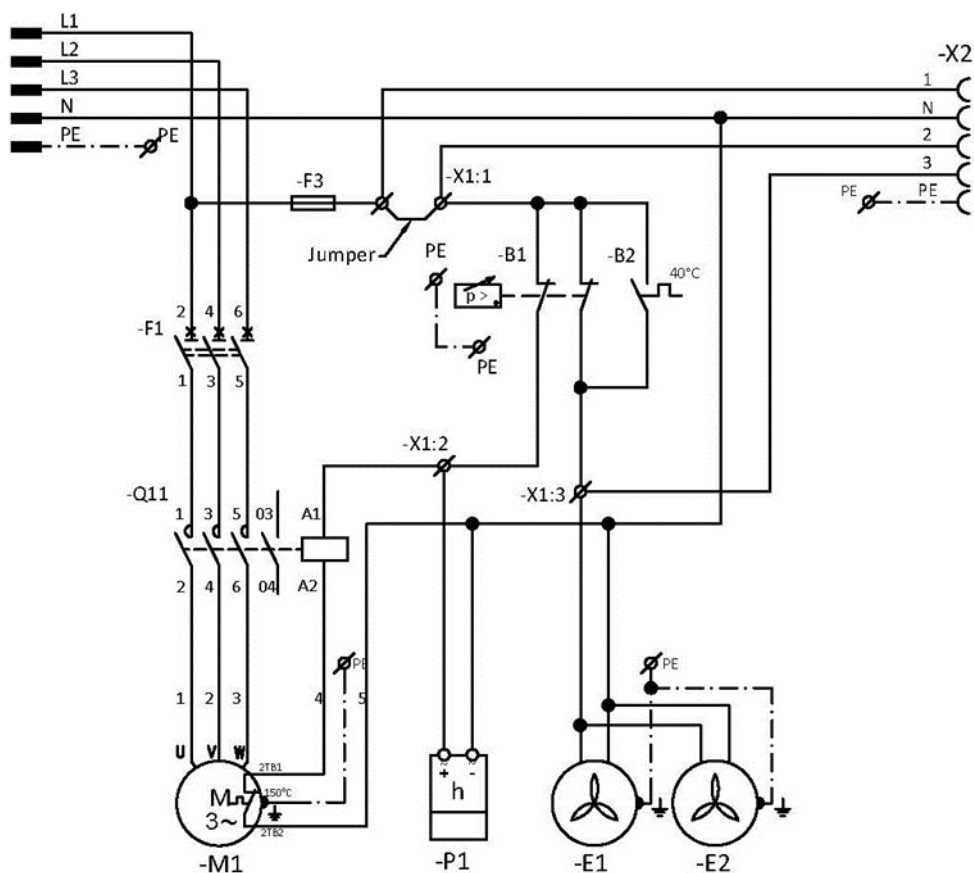 L1
L2
-X2
L3
1
N
N
PE
PE
2
3
-F3
-X1:1
PE
PE
Jumper
PE
-B1
-B2
40°C
p >
2
4
6
-F1
PE
1
3
5
-X1:2
-X1:3
-Q11
1
3
5
03
A1
2
4
6
04
A2
PE
PE
1
2
3
4
5
U
V
W
2TB1
~
~
+
-
M
150°C
h
3~
2TB2
-M1
-P1
-E1
-E2